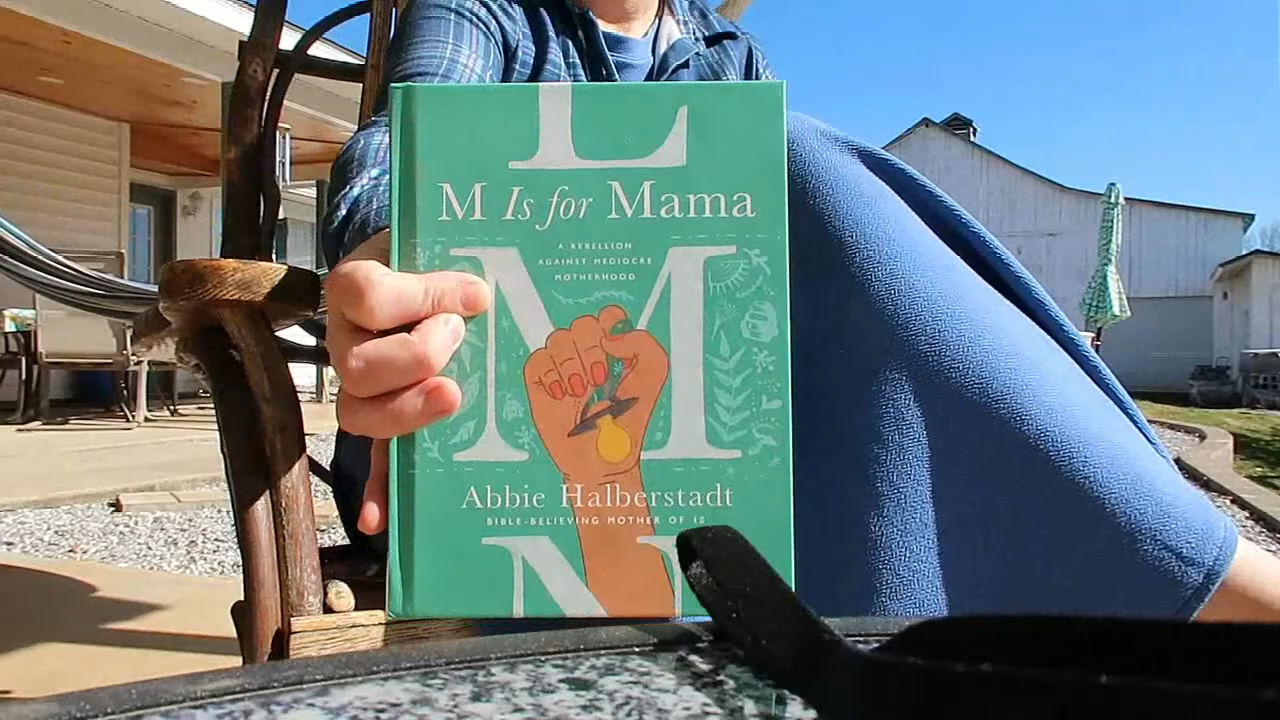 L
M Is for Mama
A REBELLION
AGAINST MEDIOCRE
MOTHERHOOD
M
Abbie Halberstadt
BIBLE-BELIEVING MOTHER OF 10
N